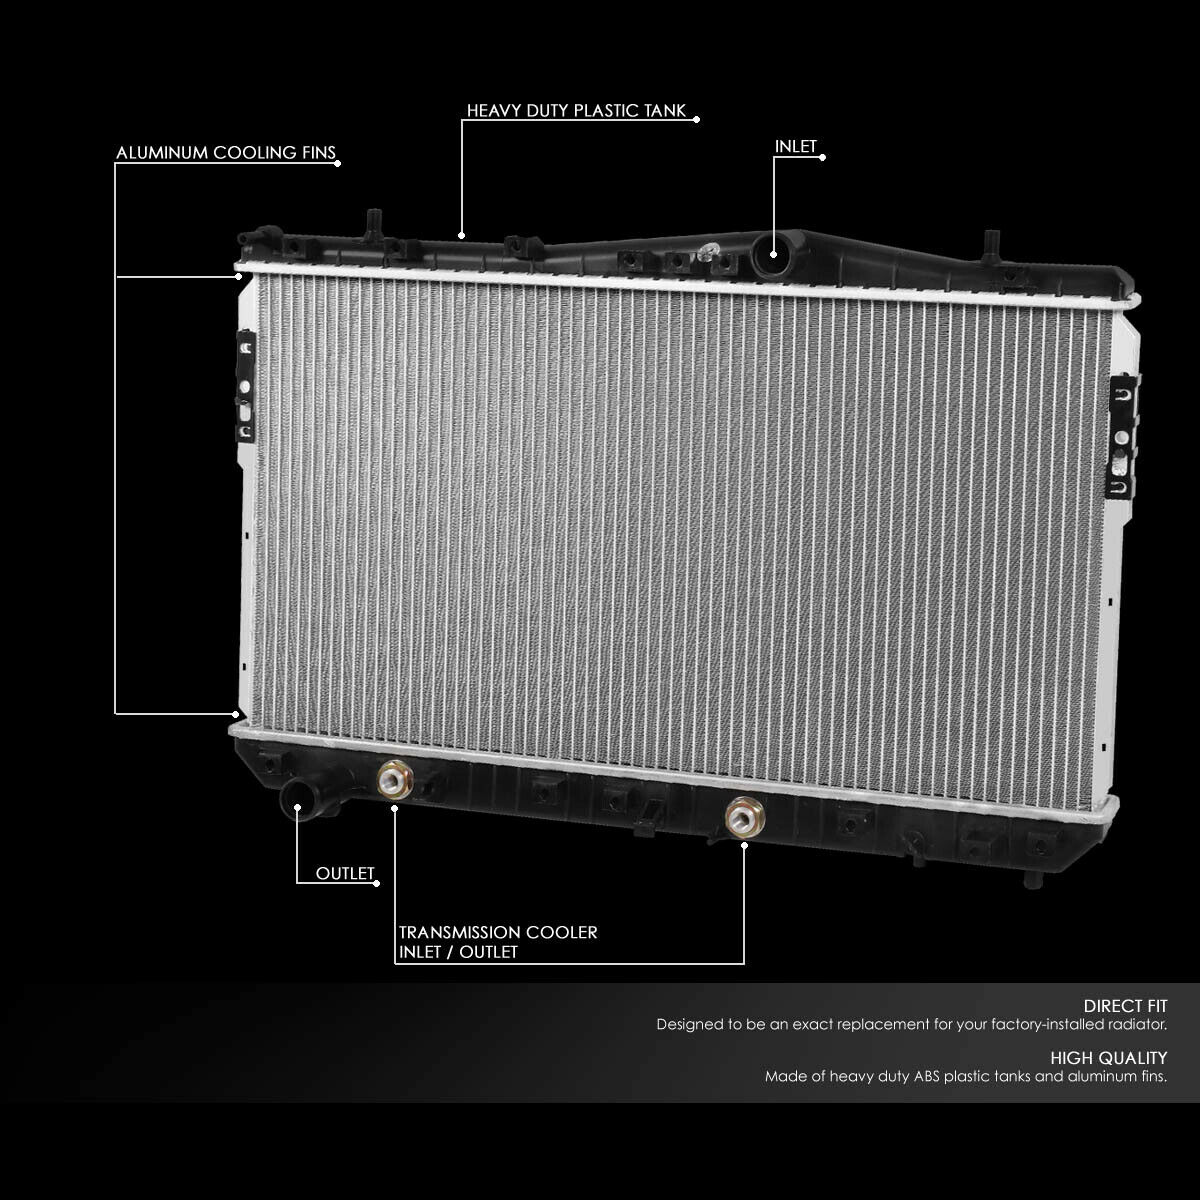 HEAVY DUTY PLASTIC TANK
ALUMINUM COOLING FINS
INLET
OUTLET
TRANSMISSION COOLER
INLET / OUTLET
DIRECT FIT
Designed to be an exact replacement for your factory-installed radiator.
HIGH QUALITY
Made of heavy duty ABS plastic tanks and aluminum fins.